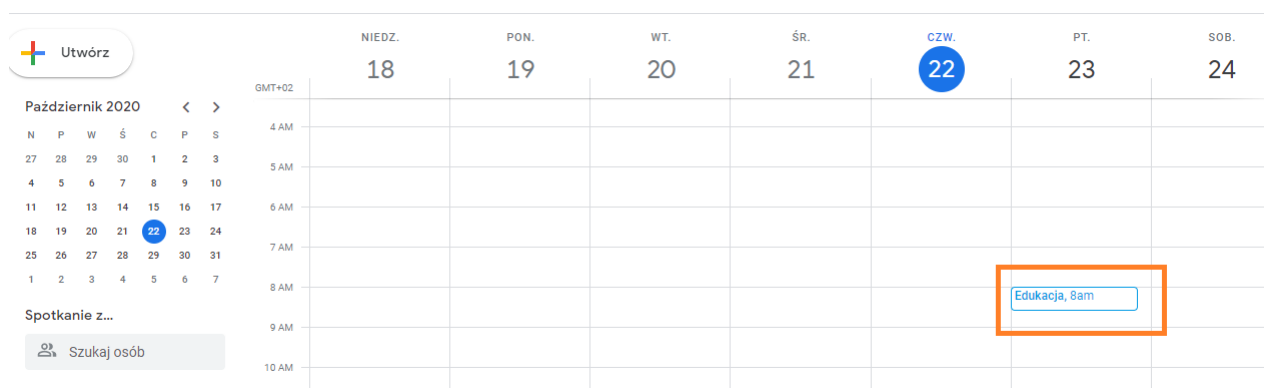 Utwórz
Październik 2020
N P W Ś C P S
27 28 29 30 1 2 3
4 5 6 7 8 9 10
11 12 13 14 15 16 17
18 19 20 21 22 23 24
25 26 27 28 29 30 31
1 2 3 4 5 6 7
Spotkanie z...
Szukaj osób
NIEDZ. PON. WT. ŚR. CZW. PT. SOB.
18 19 20 21 22 23 24
GMT+02
4 AM
5 AM
6 AM
7 AM
8 AM
Edukacja, 8am
9 AM
10 AM